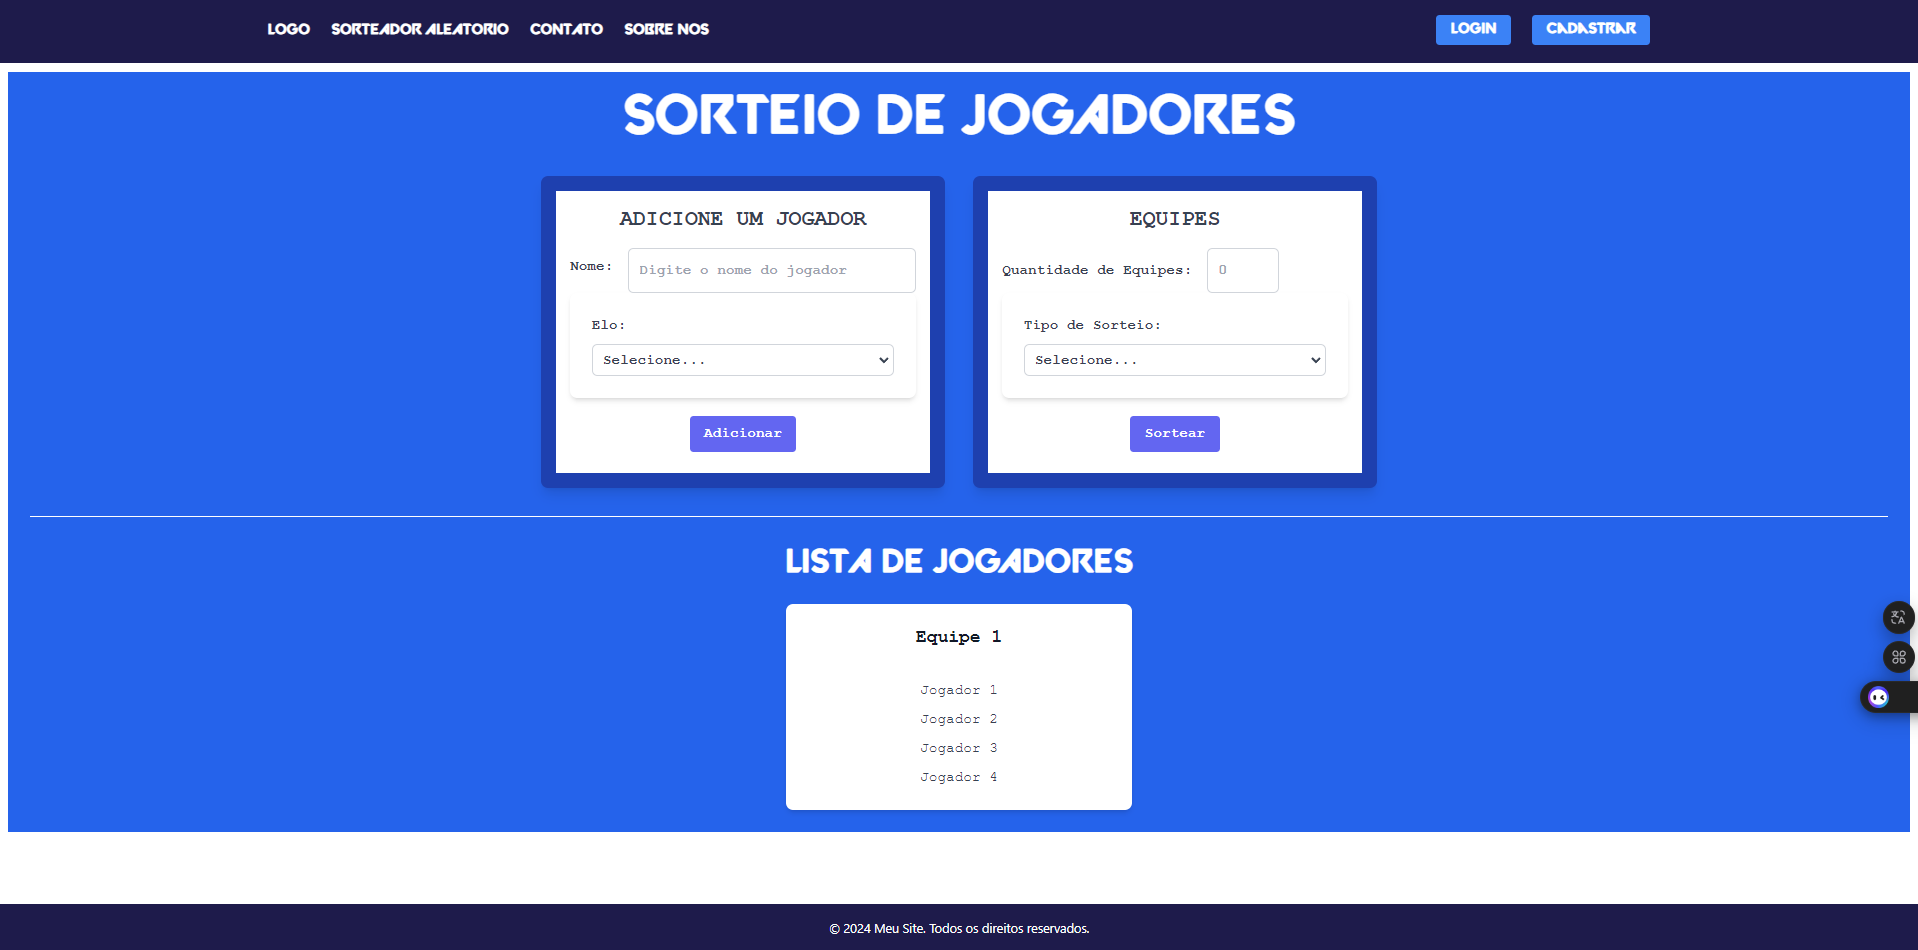 LOGO SORTEADOR ALEATORIO CONTATO SOBRE NOS LOGIN CADASTRAR
SORTEIO DE JOGADORES
ADICIONE UM JOGADOR
Nome: Digite o nome do jogador
Elo:
Selecione...
Adicionar
EQUIPES
Quantidade de Equipes: 0
Tipo de Sorteio:
Selecione...
Sortear
LISTA DE JOGADORES
Equipe 1
Jogador 1
Jogador 2
Jogador 3
Jogador 4
© 2024 Meu Site. Todos os direitos reservados.